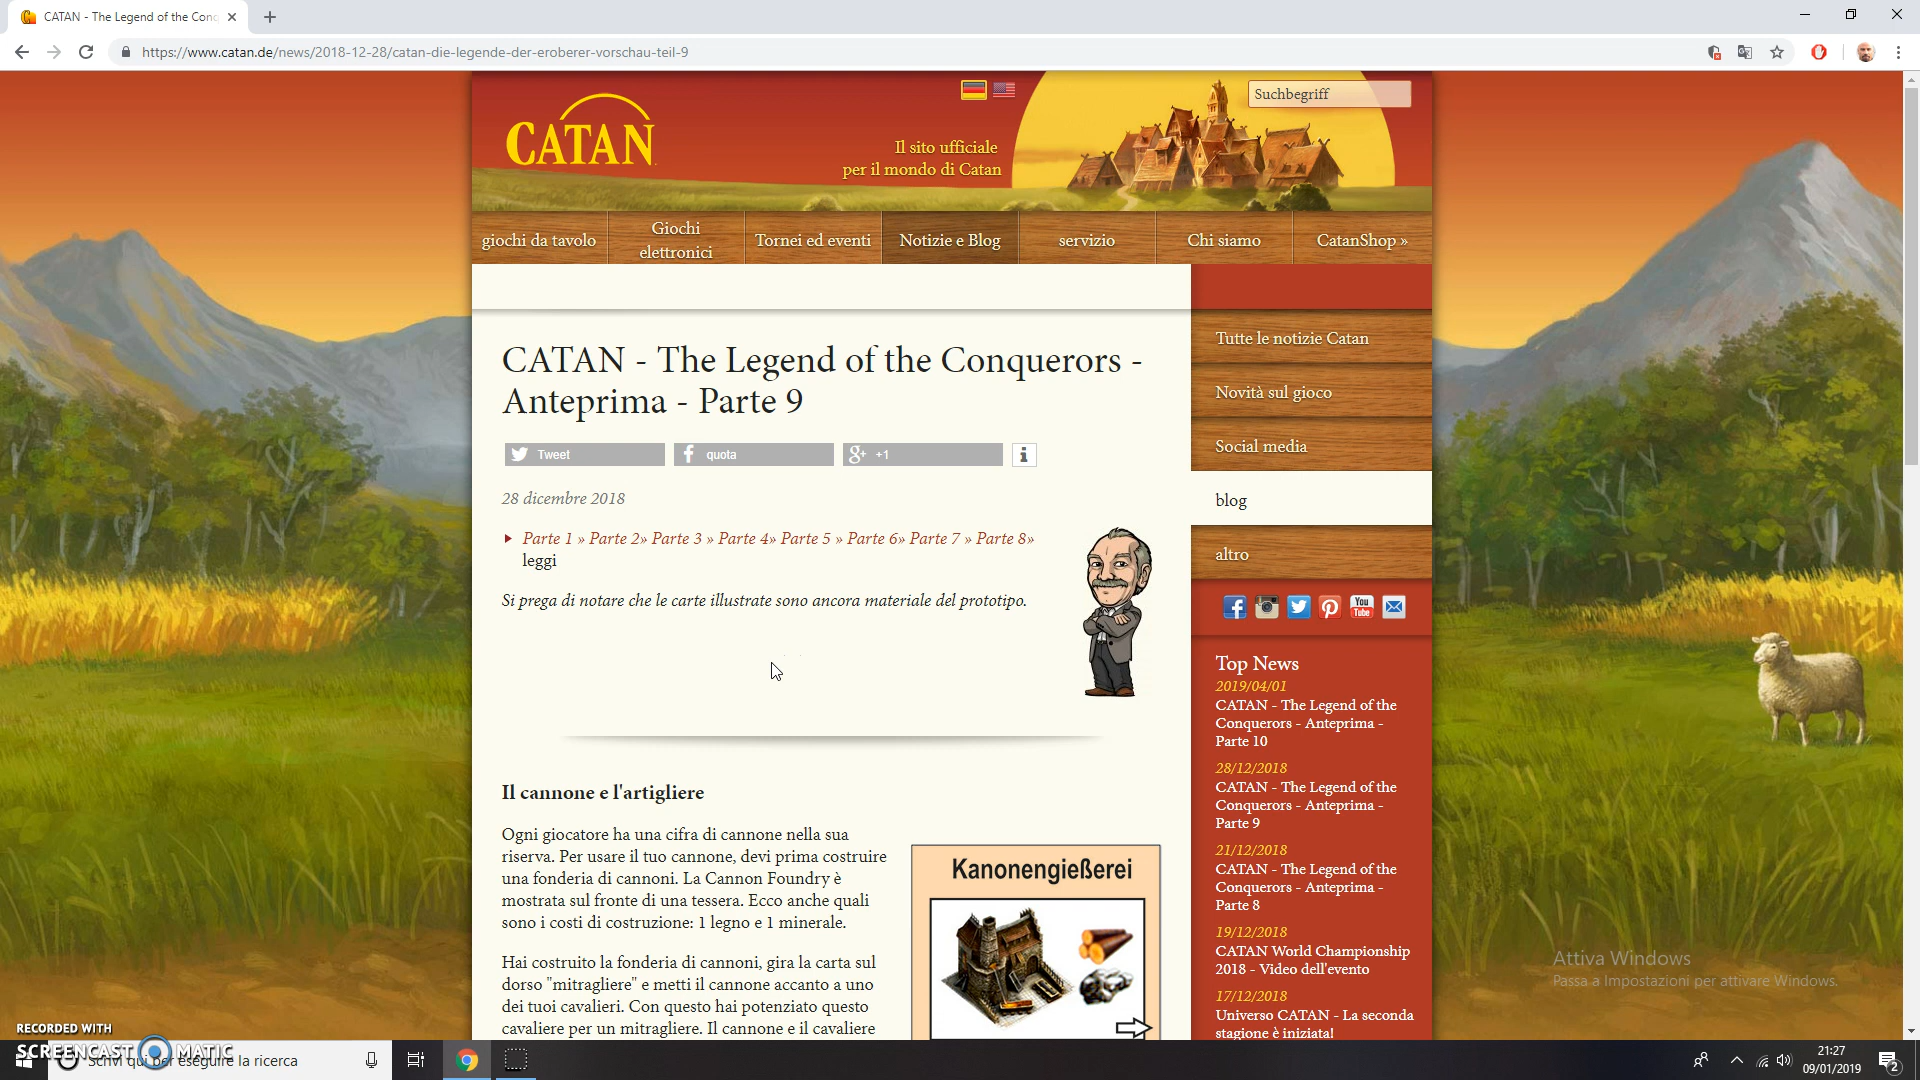 CATAN - The Legend of the Conq
https://www.catan.de/news/2018-12-28/catan-die-legende-der-eroberer-vorschau-teil-9
CATAN
Il sito ufficiale
per il mondo di Catan
Suchbegriff
giochi da tavolo
Giochi
elettronici
Tornei ed eventi
Notizie e Blog
servizio
Chi siamo
CatanShop »
CATAN - The Legend of the Conquerors -
Anteprima - Parte 9
Tweet
quota
g+ +1
i
28 dicembre 2018
Parte 1 » Parte 2» Parte 3 » Parte 4» Parte 5 » Parte 6» Parte 7 » Parte 8»
leggi
Si prega di notare che le carte illustrate sono ancora materiale del prototipo.
Il cannone e l'artigliere
Ogni giocatore ha una cifra di cannone nella sua
riserva. Per usare il tuo cannone, devi prima costruire
una fonderia di cannoni. La Cannon Foundry è
mostrata sul fronte di una tessera. Ecco anche quali
sono i costi di costruzione: 1 legno e 1 minerale.
Hai costruito la fonderia di cannoni, gira la carta sul
dorso "mitragliere" e metti il cannone accanto a uno
dei tuoi cavalieri. Con questo hai potenziato questo
cavaliere per un mitragliere. Il cannone e il cavaliere
Kanonengießerei
Tutte le notizie Catan
Novità sul gioco
Social media
blog
altro
You
Tube
Top News
2019/04/01
CATAN - The Legend of the
Conquerors - Anteprima -
Parte 10
28/12/2018
CATAN - The Legend of the
Conquerors - Anteprima -
Parte 9
21/12/2018
CATAN - The Legend of the
Conquerors - Anteprima -
Parte 8
19/12/2018
CATAN World Championship
2018 - Video dell'evento
17/12/2018
Universo CATAN - La seconda
stagione è iniziata!
Attiva Windows
Passa a Impostazioni per attivare Windows.
RECORDED WITH
SCREENCAST MATIC
Scrivi qui per eseguire la ricerca
21:27
09/01/2019
2